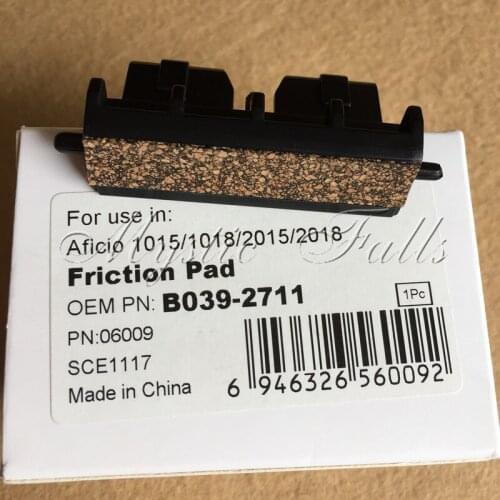 For use in:
Aficio 1015/1018/2015/2018
Mystic Falls
Friction Pad
OEM PN: B039-2711
1Pc
PN:06009
SCE1117
Made in China
6 946326 560092